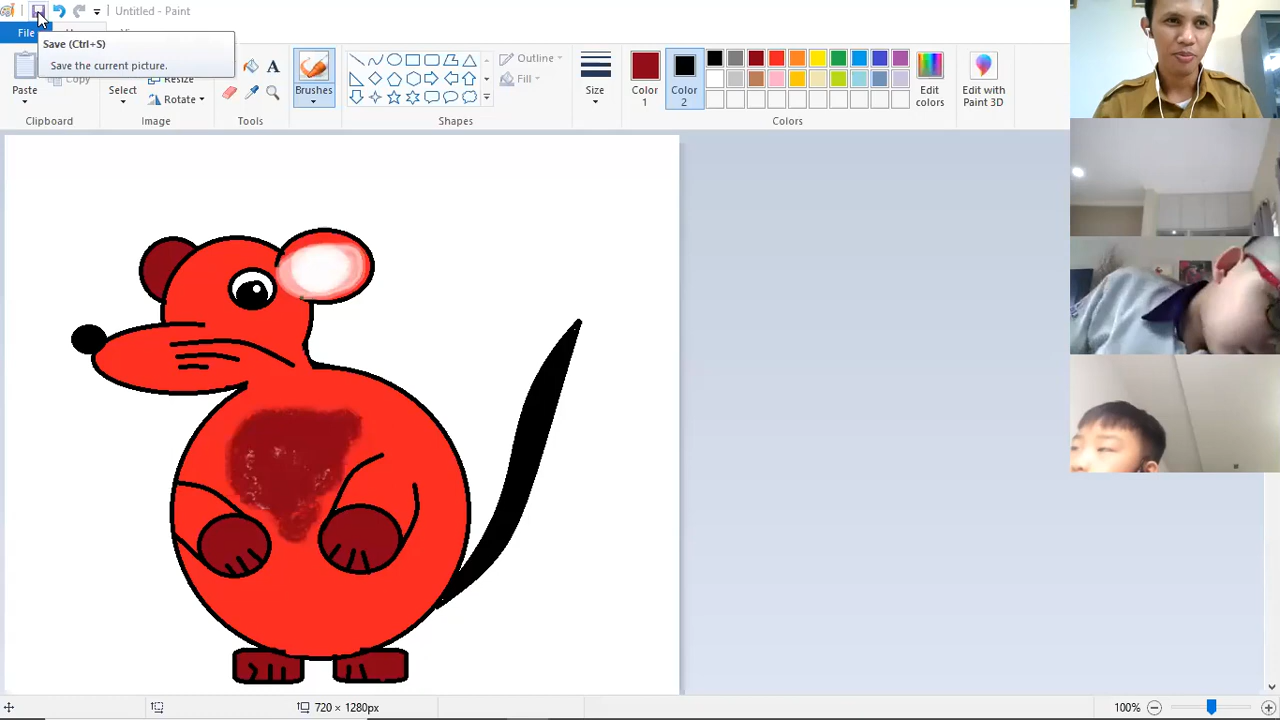 Untitled - Paint
File
Save (Ctrl+S)
Save the current picture.
Paste
Copy
Clipboard
Select
Resize
Rotate
Image
Tools
Brushes
Outline
Fill
Shapes
Size
Color 1
Color 2
Edit colors
Edit with Paint 3D
Colors
720 × 1280px
100%